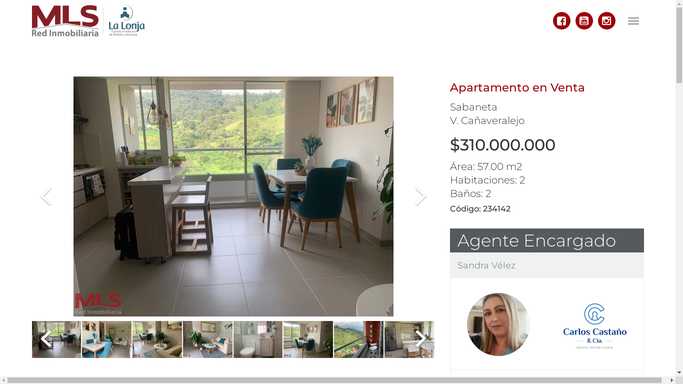 MLS
Red Inmobiliaria
La Lonja
Apartamento en Venta
Sabaneta
V. Cañaveralejo
$310.000.000
Área: 57.00 m2
Habitaciones: 2
Baños: 2
Código: 234142
MLS
Red Inmobiliaria
Agente Encargado
Sandra Vélez
Carlos Castaño
& Cía.